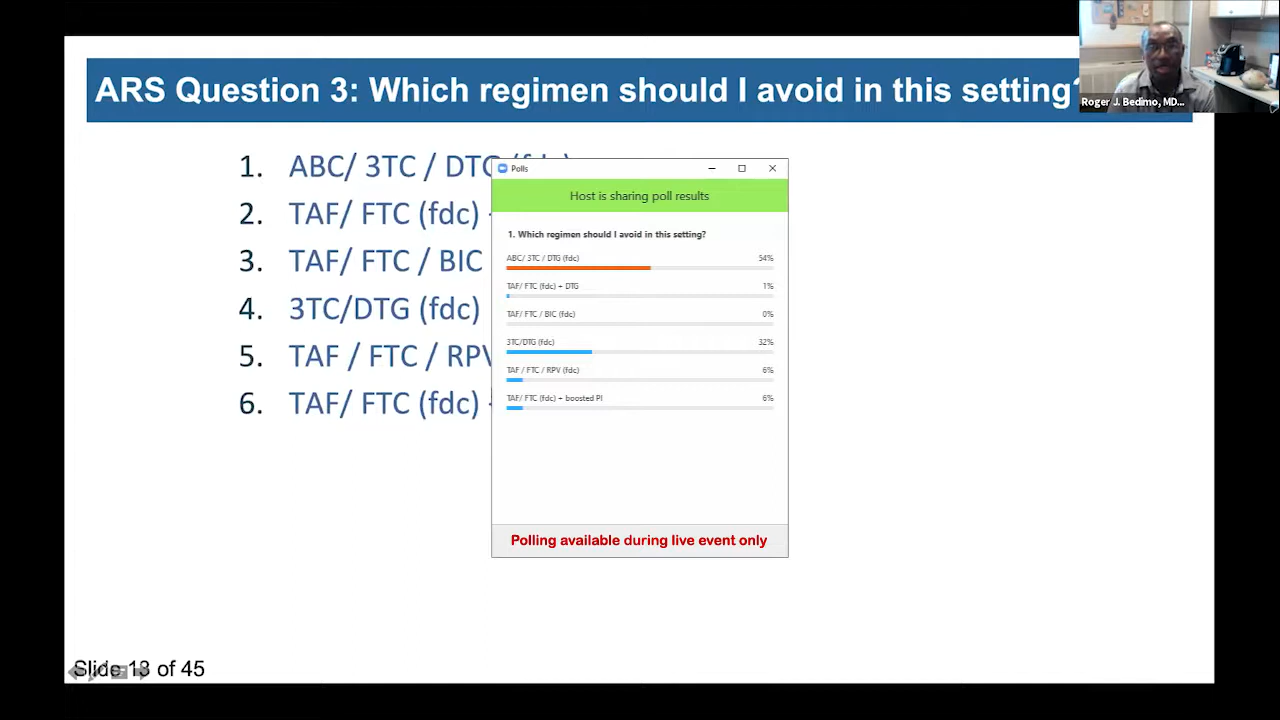 ARS Question 3: Which regimen should I avoid in this setting?
Roger J. Bedimo, MD...
1. ABC/ 3TC / DTG (fdc)
2. TAF/ FTC (fdc)
3. TAF/ FTC / BIC
4. 3TC/DTG (fdc)
5. TAF / FTC / RPV
6. TAF/ FTC (fdc)
Polls
Host is sharing poll results
1. Which regimen should I avoid in this setting?
ABC/ 3TC / DTG (fdc) 54%
TAF/ FTC (fdc) + DTG 1%
TAF/ FTC / BIC (fdc) 0%
3TC/DTG (fdc) 32%
TAF / FTC / RPV (fdc) 6%
TAF/ FTC (fdc) + boosted PI 6%
Polling available during live event only
Slide 13 of 45